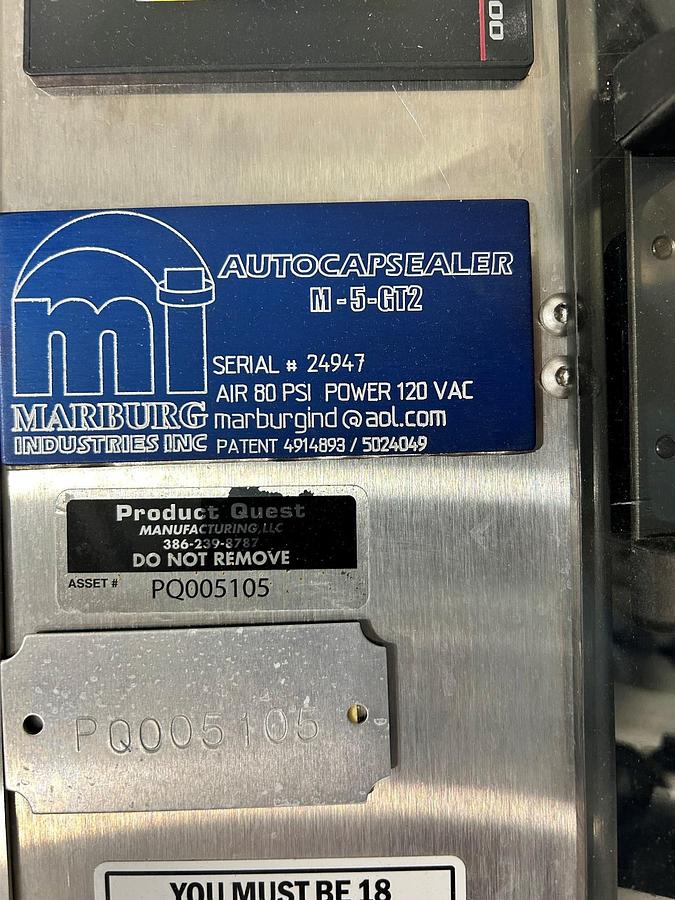 00
AUTOCAPSEALER
M-5-GT2
SERIAL # 24947
AIR 80 PSI POWER 120 VAC
marburgind@aol.com
PATENT 4914893 / 5024049
mi
MARBURG
INDUSTRIES INC
Product Quest
MANUFACTURING, LLC
386-239-8787
DO NOT REMOVE
ASSET # PQ005105
PQ005105
YOU MUST BE 18